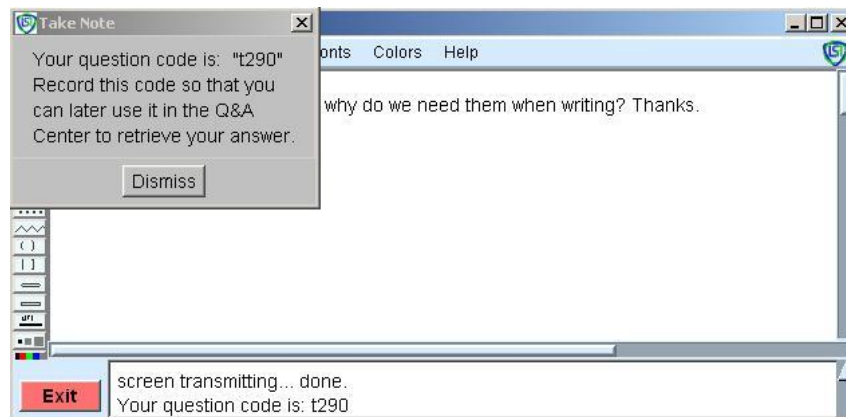 Take Note
Your question code is: "t290"
Record this code so that you
can later use it in the Q&A
Center to retrieve your answer.
Dismiss
onts Colors Help
why do we need them when writing? Thanks.
( )
[ ]
url
Exit
screen transmitting... done.
Your question code is: t290